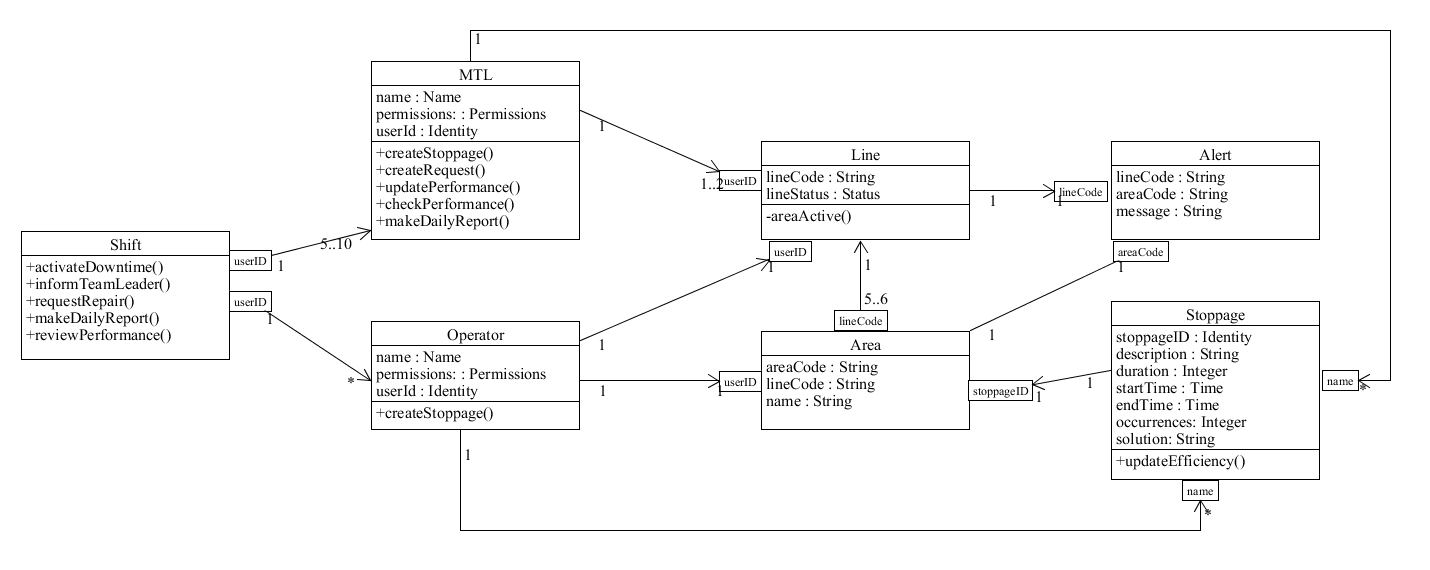 1
MTL
name : Name
permissions: : Permissions
userId : Identity
+createStoppage()
+createRequest()
+updatePerformance()
+checkPerformance()
+makeDailyReport()
1
1..2
userID
Line
lineCode : String
lineStatus : Status
-areaActive()
userID
1
1
1
lineCode
Alert
lineCode : String
areaCode : String
message : String
areaCode
1
Shift
+activateDowntime()
+informTeamLeader()
+requestRepair()
+makeDailyReport()
+reviewPerformance()
userID
1
5..10
userID
1
*
Operator
name : Name
permissions: : Permissions
userId : Identity
+createStoppage()
1
1
1
userID
1
5..6
lineCode
Area
areaCode : String
lineCode : String
name : String
1
stoppageID
1
1
Stoppage
stoppageID : Identity
description : String
duration : Integer
startTime : Time
endTime : Time
occurrences: Integer
solution: String
+updateEfficiency()
name
*
1
name
*